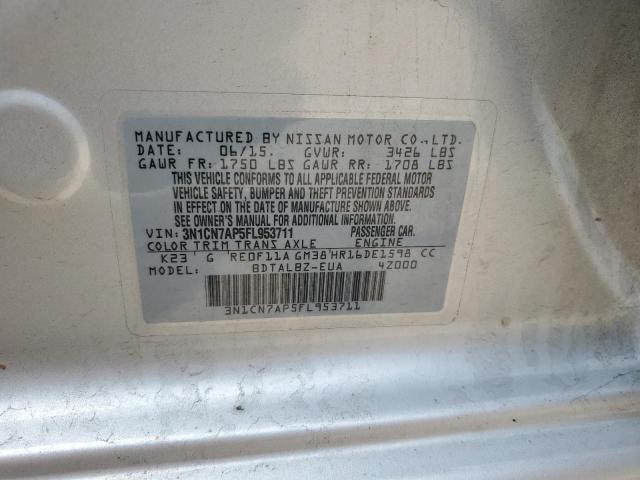 MANUFACTURED BY NISSAN MOTOR CO.,LTD.
DATE: 06/15. GVWR: 3426 LBS
GAWR FR: 1750 LBS GAWR RR: 1708 LBS
THIS VEHICLE CONFORMS TO ALL APPLICABLE FEDERAL MOTOR
VEHICLE SAFETY, BUMPER AND THEFT PREVENTION STANDARDS
IN EFFECT ON THE DATE OF MANUFACTURE SHOWN ABOVE.
SEE OWNER'S MANUAL FOR ADDITIONAL INFORMATION.
VIN: 3N1CN7AP5FL953711 PASSENGER CAR.
COLOR TRIM TRANS AXLE ENGINE
K23 G RE0F11A GM38 HR16DE1598 CC
BDTALBZ-EUA 4Z000
3N1CN7AP5FL953711